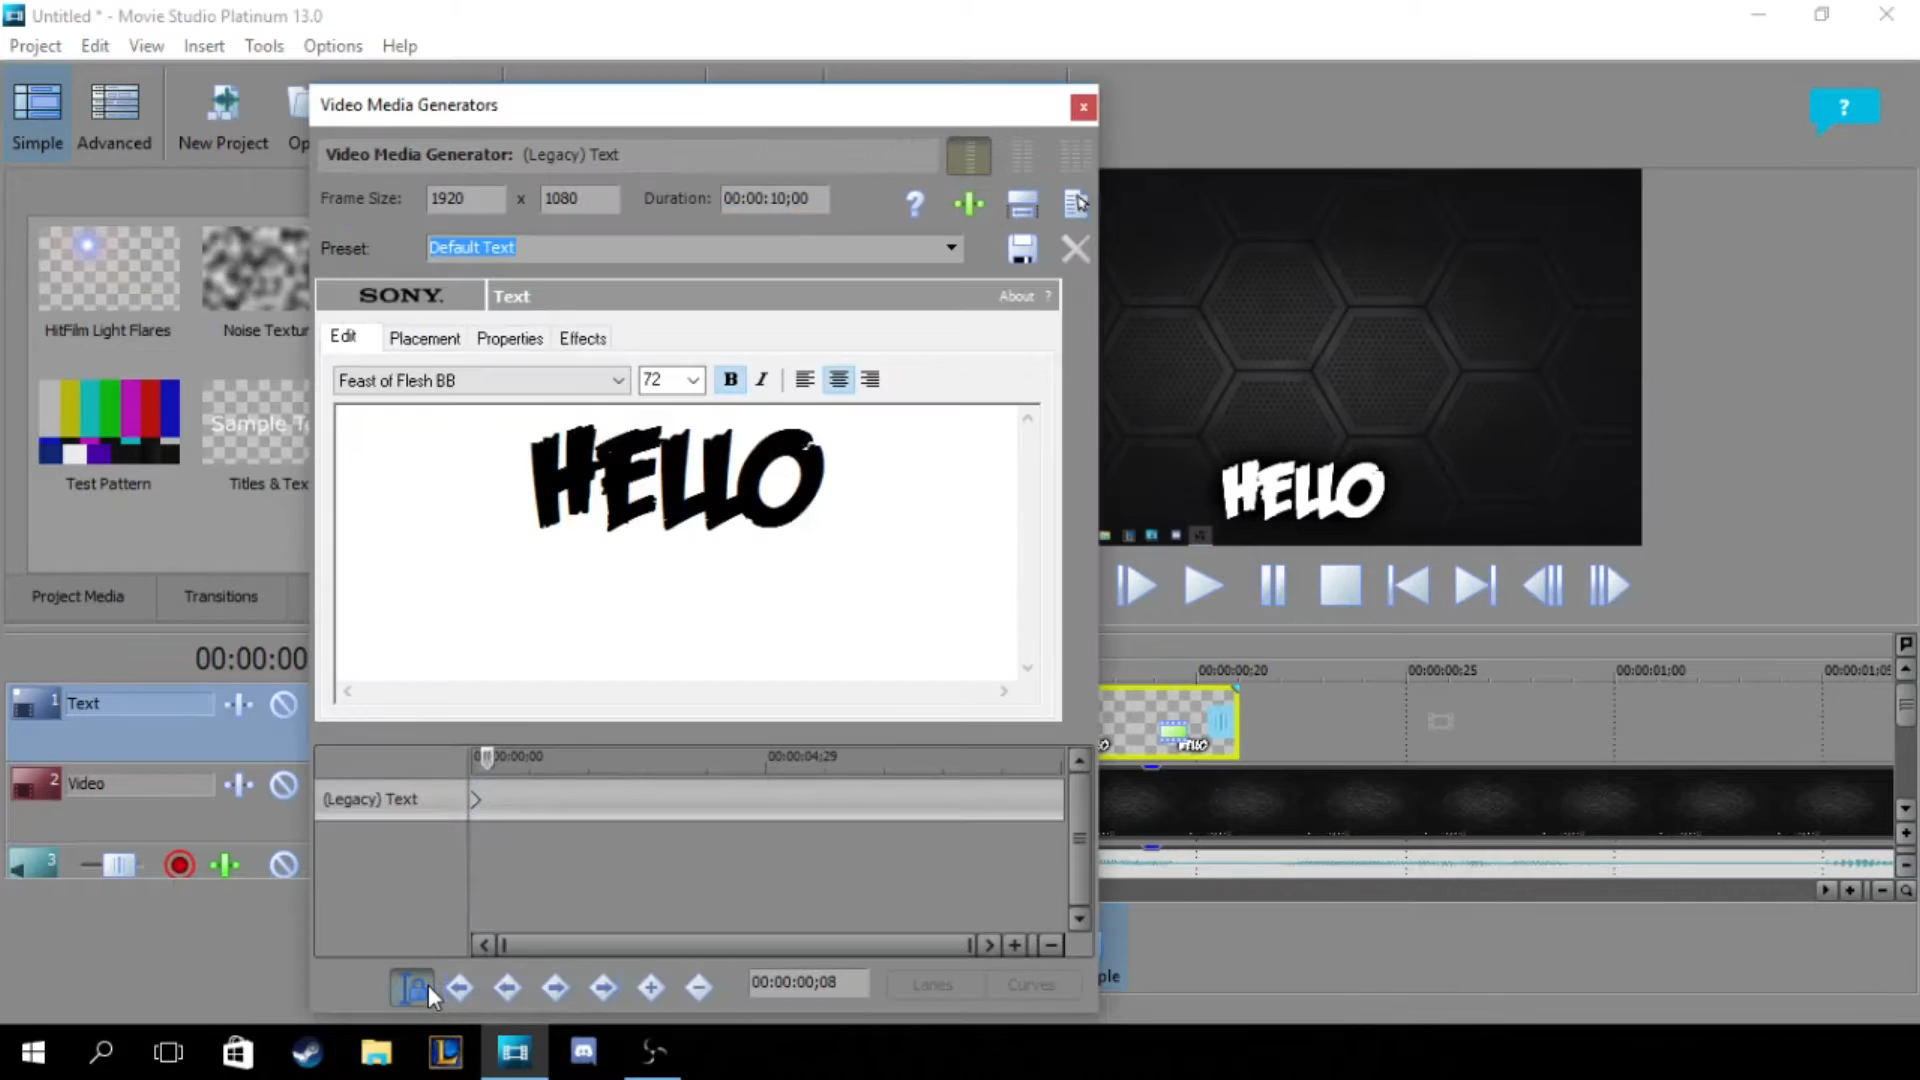 Untitled * - Movie Studio Platinum 13.0
Project Edit View Insert Tools Options Help
Simple Advanced New Project Op
Video Media Generators
Video Media Generator: (Legacy) Text
Frame Size: 1920 x 1080 Duration: 00:00:10;00
Preset: Default Text
SONY. Text About ?
Edit Placement Properties Effects
Feast of Flesh BB 72 B I
HELLO
HitFilm Light Flares
Noise Textur
Sample Te
Test Pattern
Titles & Tex
Project Media Transitions
HELLO
00:00:00
1 Text
2 Video
3
00:00:00;20 00:00:00;25 00:00:01;00 00:00:01;05
HELLO
00:00:00 00:00:04;29
(Legacy) Text
00:00:00;08 Lanes Curves
ple